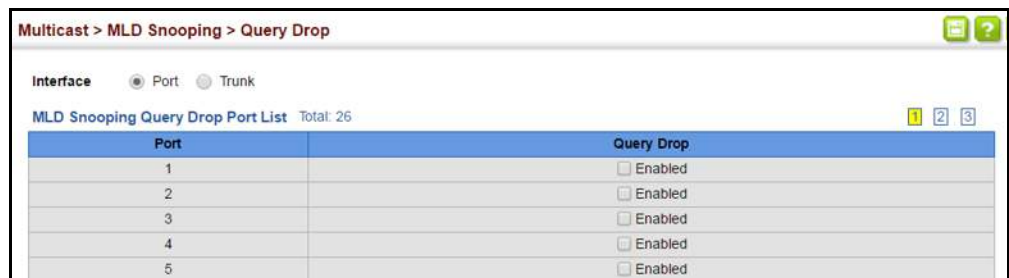 Multicast > MLD Snooping > Query Drop
?
Interface Port Trunk
MLD Snooping Query Drop Port List Total: 26 1 2 3
Port Query Drop
1 Enabled
2 Enabled
3 Enabled
4 Enabled
5 Enabled